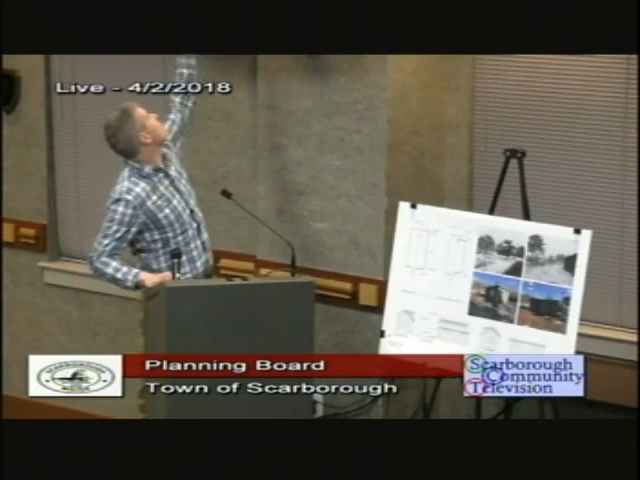 Live - 4/2/2018
Planning Board
Town of Scarborough
Scarborough
Community
Television